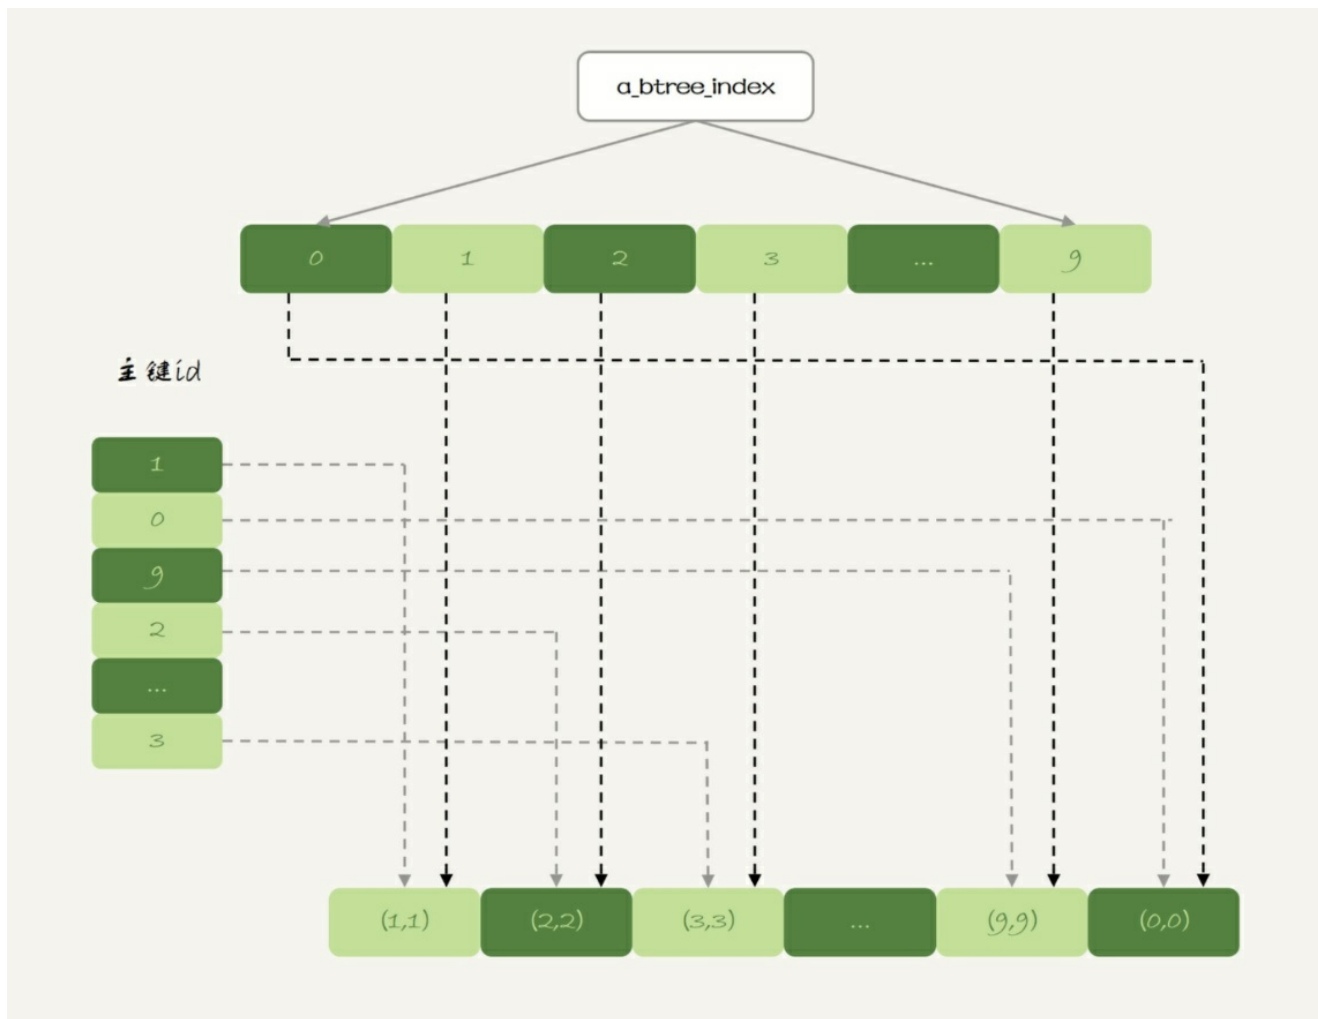 a_btree_index
0 1 2 3 ... 9
主键id
1
0
9
2
...
3
(1,1) (2,2) (3,3) ... (9,9) (0,0)